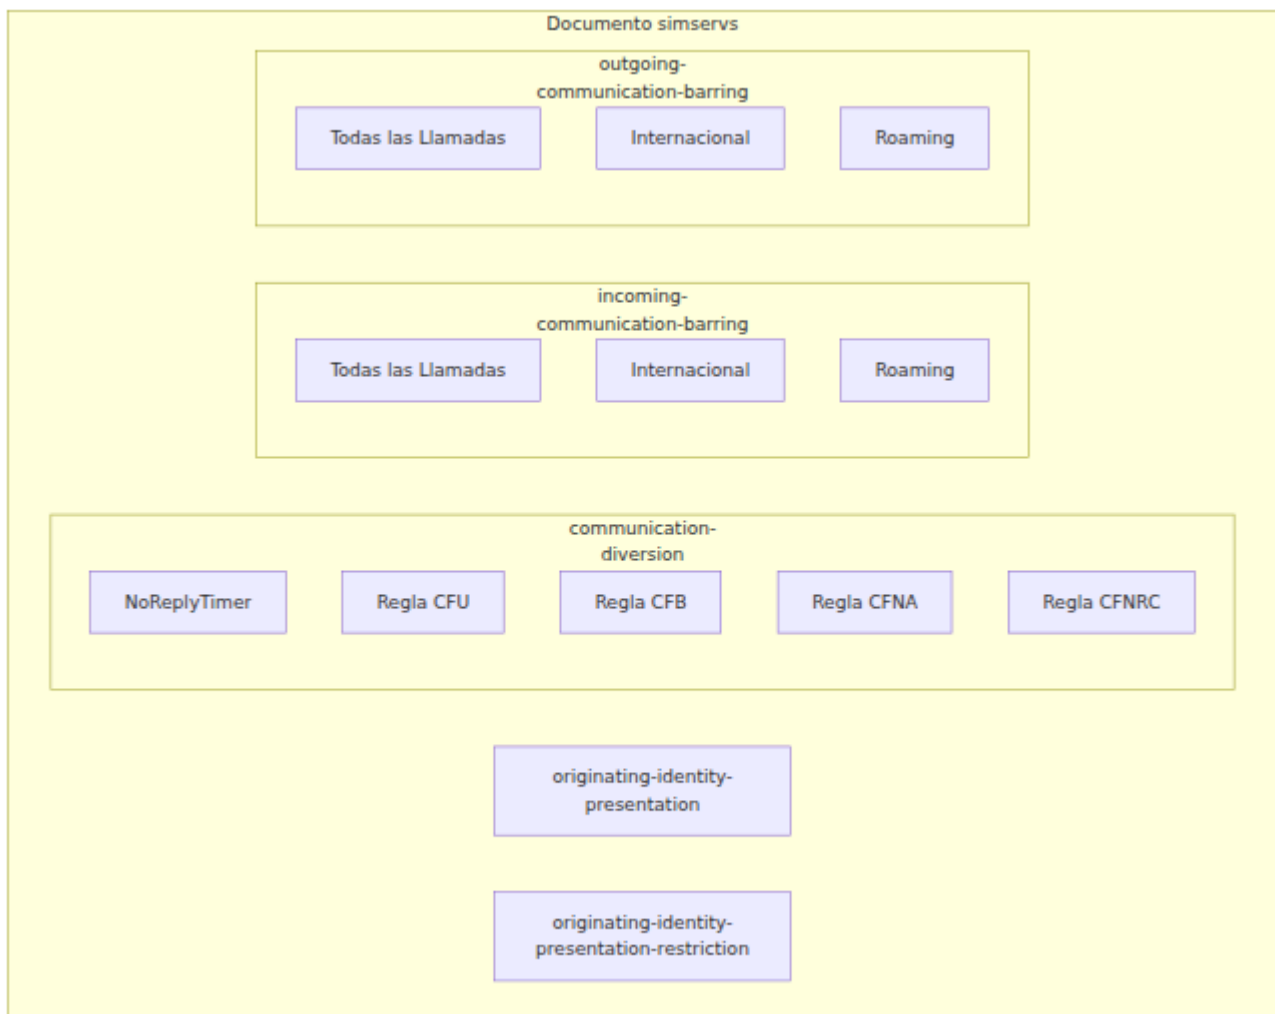 Documento simservs
outgoing-
communication-barring
Todas las Llamadas
Internacional
Roaming
incoming-
communication-barring
Todas las Llamadas
Internacional
Roaming
communication-
diversion
NoReplyTimer
Regla CFU
Regla CFB
Regla CFNA
Regla CFNRC
originating-identity-
presentation
originating-identity-
presentation-restriction